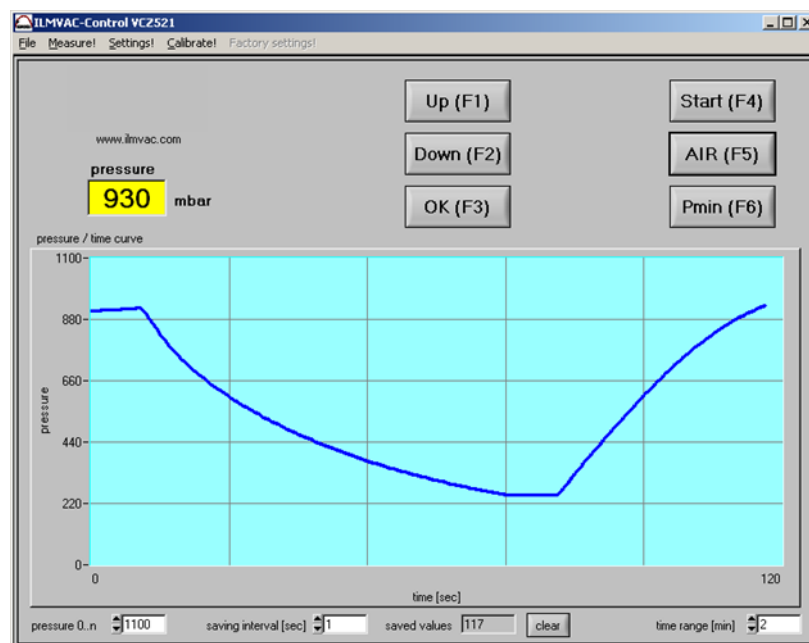 ILMVAC-Control VCZ521
File Measure! Settings! Calibrate! Factory settings!
www.ilmvac.com
Up (F1) Start (F4)
Down (F2) AIR (F5)
OK (F3) Pmin (F6)
pressure
930 mbar
pressure / time curve
1100
880
660
440
220
0
pressure
0 120
time [sec]
pressure 0..n 1100 saving interval [sec] 1 saved values 117 clear time range [min] 2